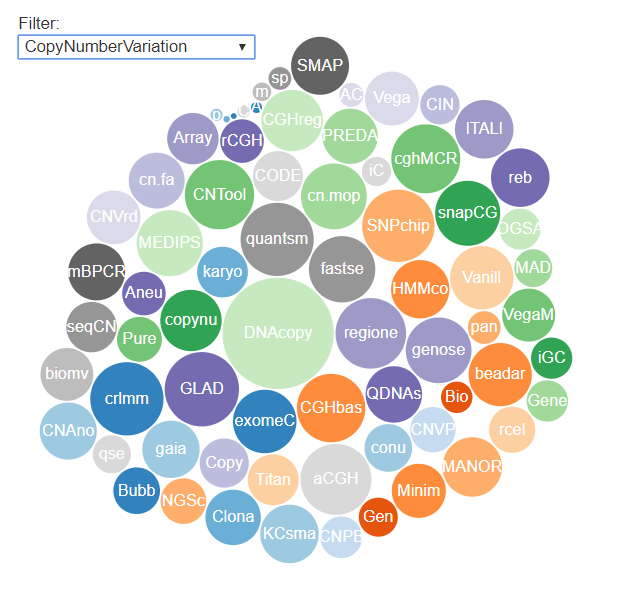 Filter:
CopyNumberVariation
SMAP
sp
m
AC
Vega
CIN
A
C
D
CGHreg
PREDA
ITALI
Array
rCGH
cghMCR
CODE
iC
cn.fa
CNTool
cn.mop
reb
snapCG
CNVrd
SNPchip
OGSA
MEDIPS
quantsm
mBPCR
karyo
fastse
Vanill
MAD
Aneu
HMMco
copynu
VegaM
seqCN
DNAcopy
regione
pan
Pure
genose
iGC
biomv
beadar
GLAD
QDNAs
crlmm
Bio
Gene
CGHbas
exomeC
CNAno
CNVP
rcel
gaia
conu
qse
Copy
MANOR
Titan
aCGH
Bubb
Minim
NGSc
Gen
Clona
KCsma
CNPB